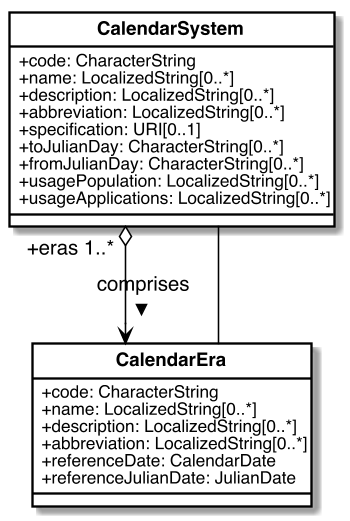 CalendarSystem
+code: CharacterString
+name: LocalizedString[0..*]
+description: LocalizedString[0..*]
+abbreviation: LocalizedString[0..*]
+specification: URI[0..1]
+toJulianDay: CharacterString[0..*]
+fromJulianDay: CharacterString[0..*]
+usagePopulation: LocalizedString[0..*]
+usageApplications: LocalizedString[0..*]
+eras 1..*
comprises
▼
CalendarEra
+code: CharacterString
+name: LocalizedString[0..*]
+description: LocalizedString[0..*]
+abbreviation: LocalizedString[0..*]
+referenceDate: CalendarDate
+referenceJulianDate: JulianDate